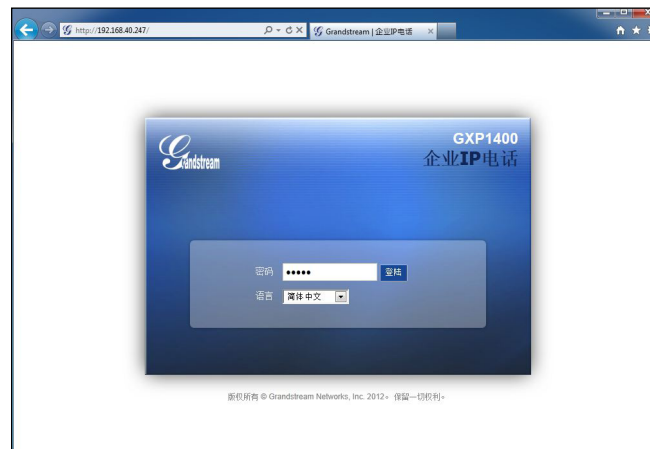 http://192.168.40.247/
Grandstream | 企业IP电话
Grandstream
GXP1400
企业IP电话
密码 ••••• 登陆
语言 简体中文
版权所有 © Grandstream Networks, Inc. 2012。 保留一切权利。